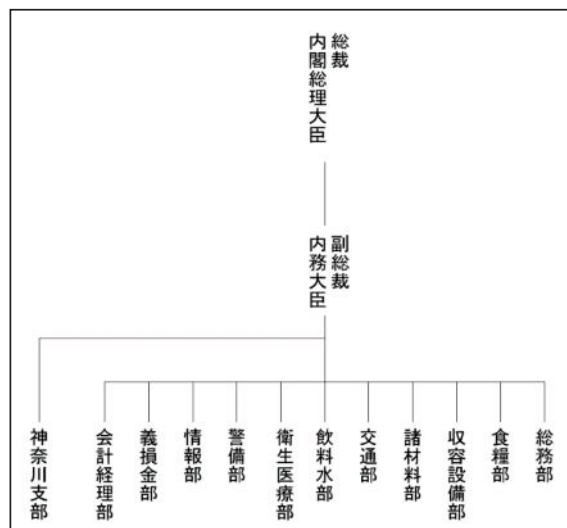 総裁
内閣総理大臣
副総裁
内務大臣
総務部
食糧部
収容設備部
諸材料部
交通部
飲料水部
衛生医療部
警備部
情報部
義損金部
会計経理部
神奈川支部